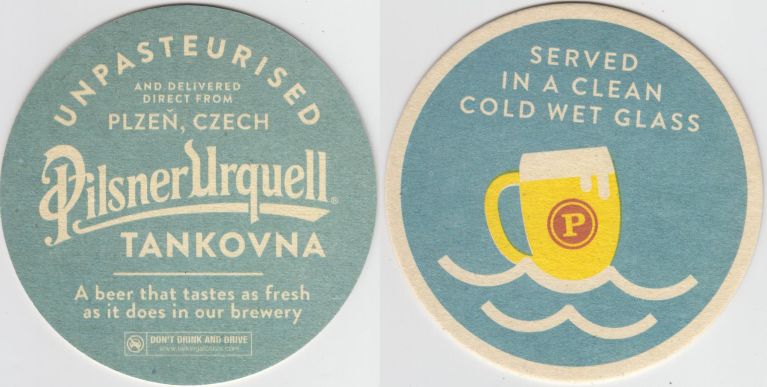 UNPASTEURISED
AND DELIVERED
DIRECT FROM
PLZEŇ, CZECH
Pilsner Urquell®
TANKOVNA
A beer that tastes as fresh
as it does in our brewery
DON'T DRINK AND DRIVE
SERVED
IN A CLEAN
COLD WET GLASS
P